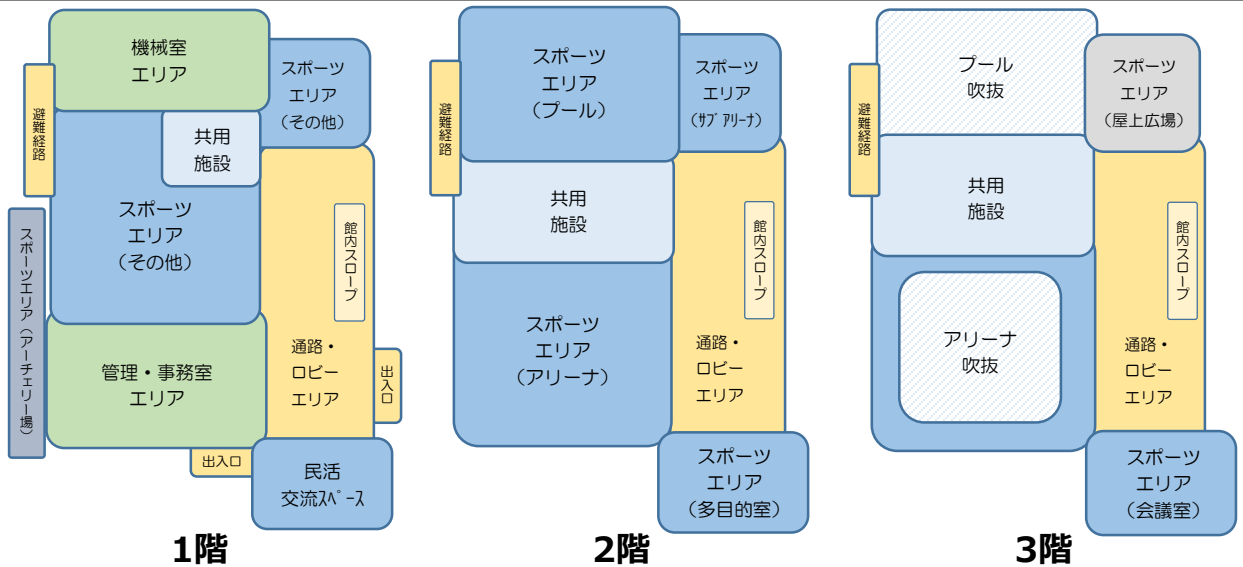 機械室
エリア
スポーツ
エリア
（その他）
避難経路
共用
施設
スポーツ
エリア
（その他）
スポーツエリア（アーチェリー場）
館内スロープ
管理・事務室
エリア
通路・
ロビー
エリア
出入口
出入口
民活
交流ｽﾍﾟｰｽ
1階
スポーツ
エリア
（プール）
スポーツ
エリア
（ｻﾌﾞｱﾘｰﾅ）
避難経路
共用
施設
館内スロープ
スポーツ
エリア
（アリーナ）
通路・
ロビー
エリア
スポーツ
エリア
（多目的室）
2階
プール
吹抜
スポーツ
エリア
（屋上広場）
避難経路
共用
施設
館内スロープ
アリーナ
吹抜
通路・
ロビー
エリア
スポーツ
エリア
（会議室）
3階